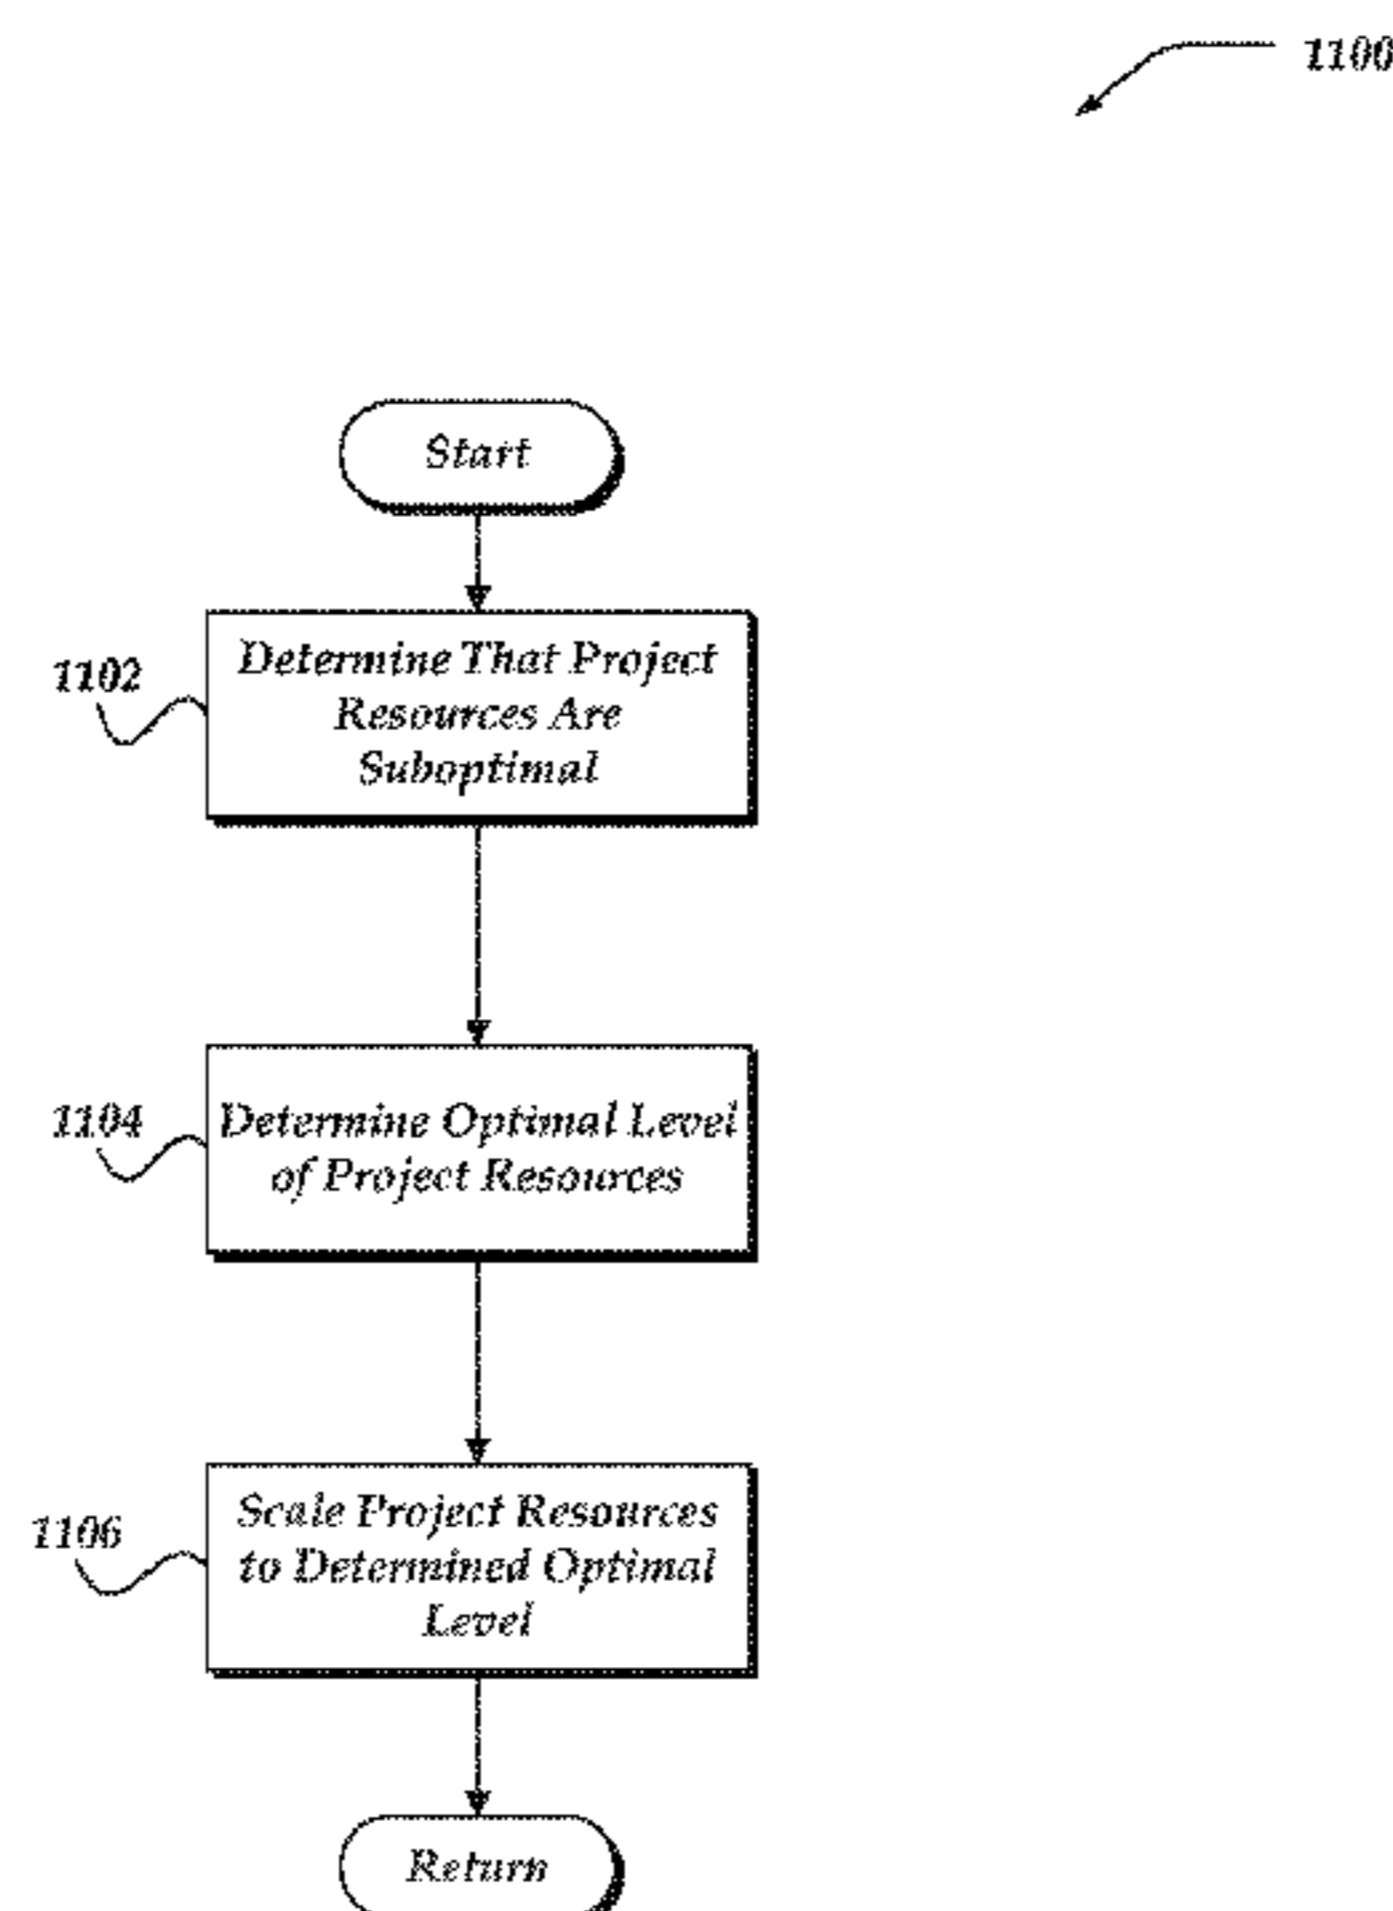 1100
Start
1102
Determine That Project
Resources Are
Suboptimal
1104
Determine Optimal Level
of Project Resources
1106
Scale Project Resources
to Determined Optimal
Level
Return